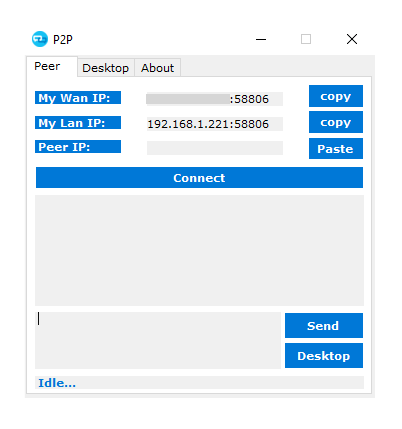 P2P
Peer Desktop About
My Wan IP: :58806 copy
My Lan IP: 192.168.1.221:58806 copy
Peer IP: Paste
Connect
Send
Desktop
Idle...